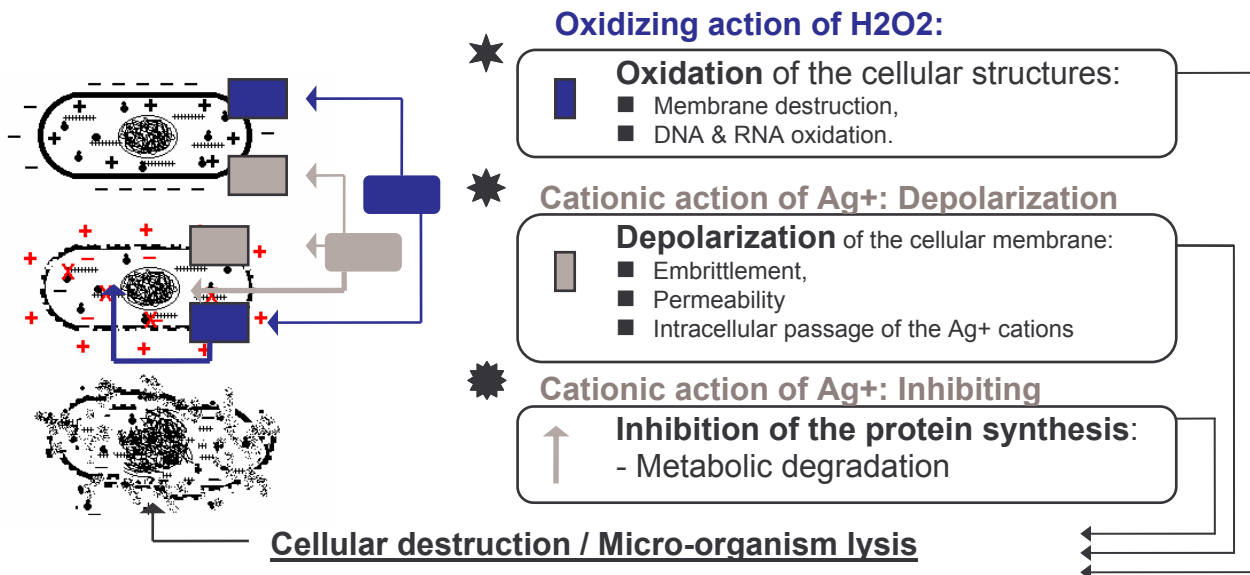 Oxidizing action of H2O2:
Oxidation of the cellular structures:
■ Membrane destruction,
■ DNA & RNA oxidation.
Cationic action of Ag+: Depolarization
Depolarization of the cellular membrane:
■ Embrittlement,
■ Permeability
■ Intracellular passage of the Ag+ cations
Cationic action of Ag+: Inhibiting
Inhibition of the protein synthesis:
- Metabolic degradation
Cellular destruction / Micro-organism lysis